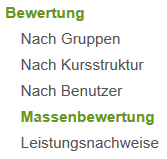 Bewertung
Nach Gruppen
Nach Kursstruktur
Nach Benutzer
Massenbewertung
Leistungsnachweise